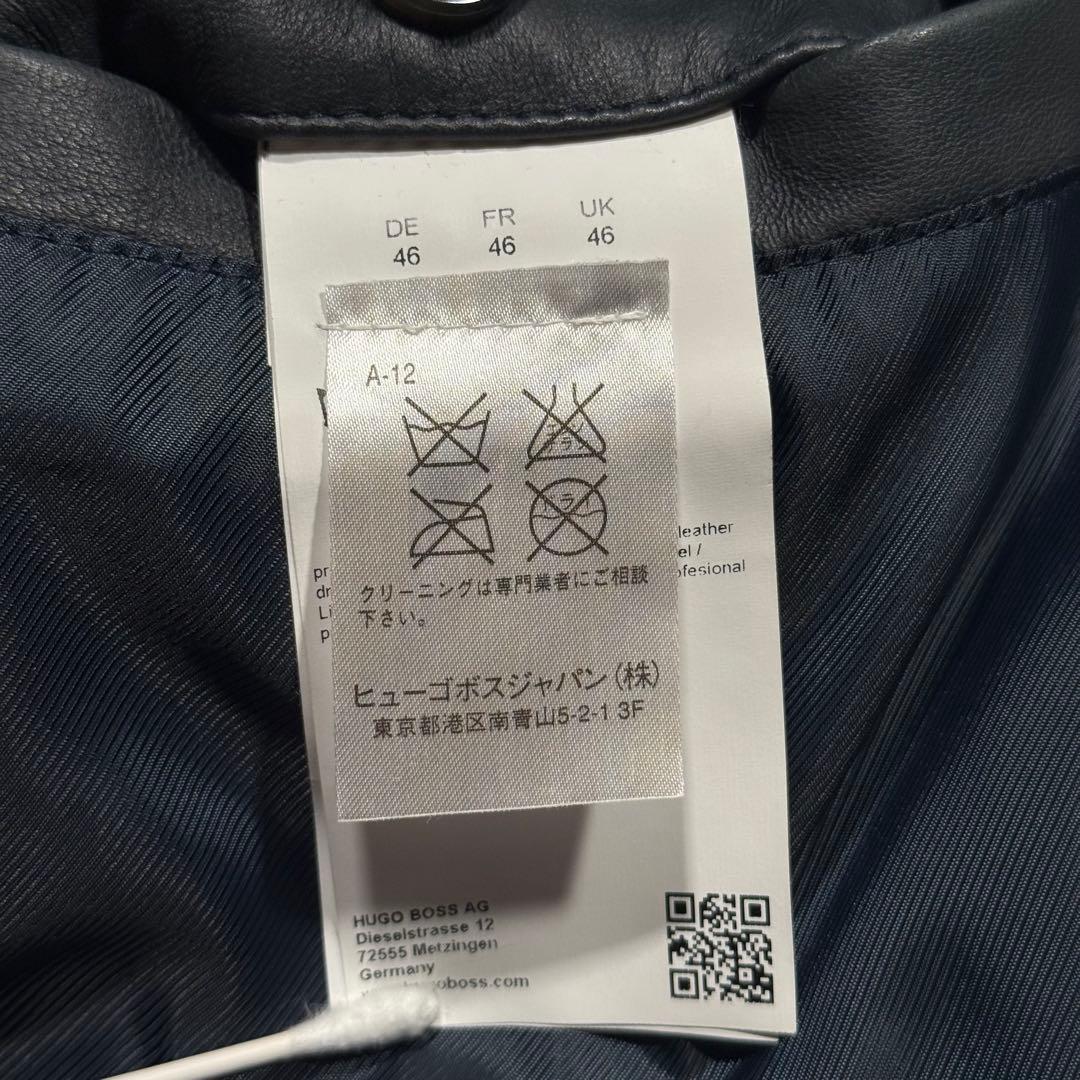 DE FR UK
46 46 46
A-12
クリーニングは専門業者にご相談
下さい。
ヒューゴボスジャパン(株)
東京都港区南青山5-2-1 3F
leather
el /
ofesional
pr
dr
Li
p
HUGO BOSS AG
Dieselstrasse 12
72555 Metzingen
Germany
oboss.com